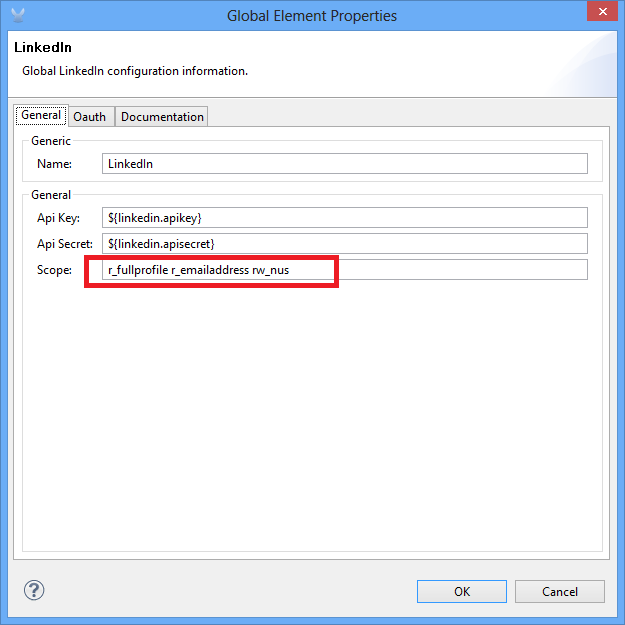 Global Element Properties
LinkedIn
Global LinkedIn configuration information.
General Oauth Documentation
Generic
Name: LinkedIn
General
Api Key: ${linkedin.apikey}
Api Secret: ${linkedin.apisecret}
Scope: r_fullprofile r_emailaddress rw_nus
? OK Cancel